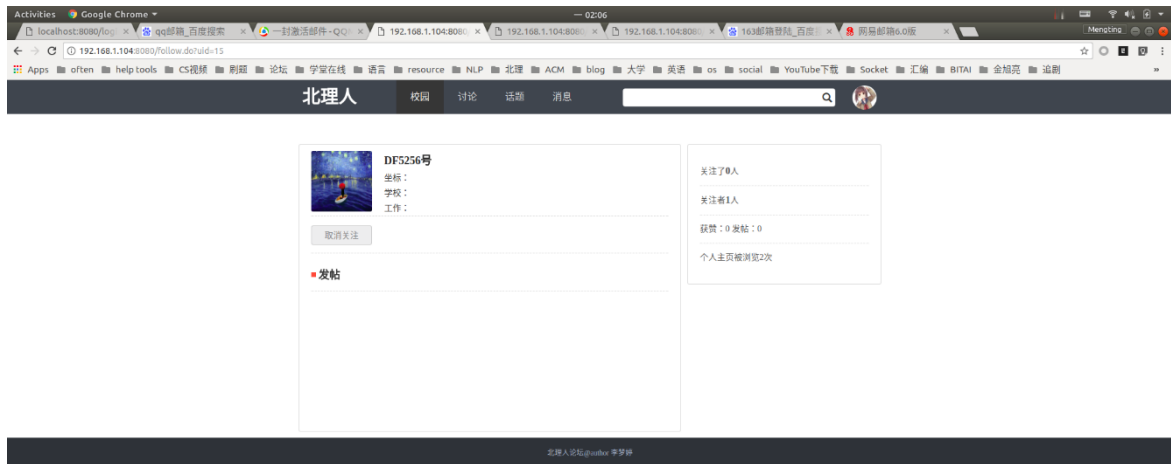 Activities Google Chrome 02:06
localhost:8080/log qq邮箱_百度搜索 一封激活邮件 - QQ 192.168.1.104:8080 192.168.1.104:8080 192.168.1.104:8080 163邮箱登陆_百度 网易邮箱6.0版 Mengting
192.168.1.104:8080/follow.do?uid=15
Apps often help tools CS视频 刷题 论坛 学堂在线 语言 resource NLP 北理 ACM blog 大学 英语 os social YouTube下载 Socket 汇编 BITAI 金旭亮 追剧 »
北理人 校园 讨论 话题 消息
DF5256号
坐标：
学校：
工作：
取消关注
发帖
关注了0人
关注者1人
获赞：0 发帖：0
个人主页被浏览2次
北理人论坛@author 李梦婷